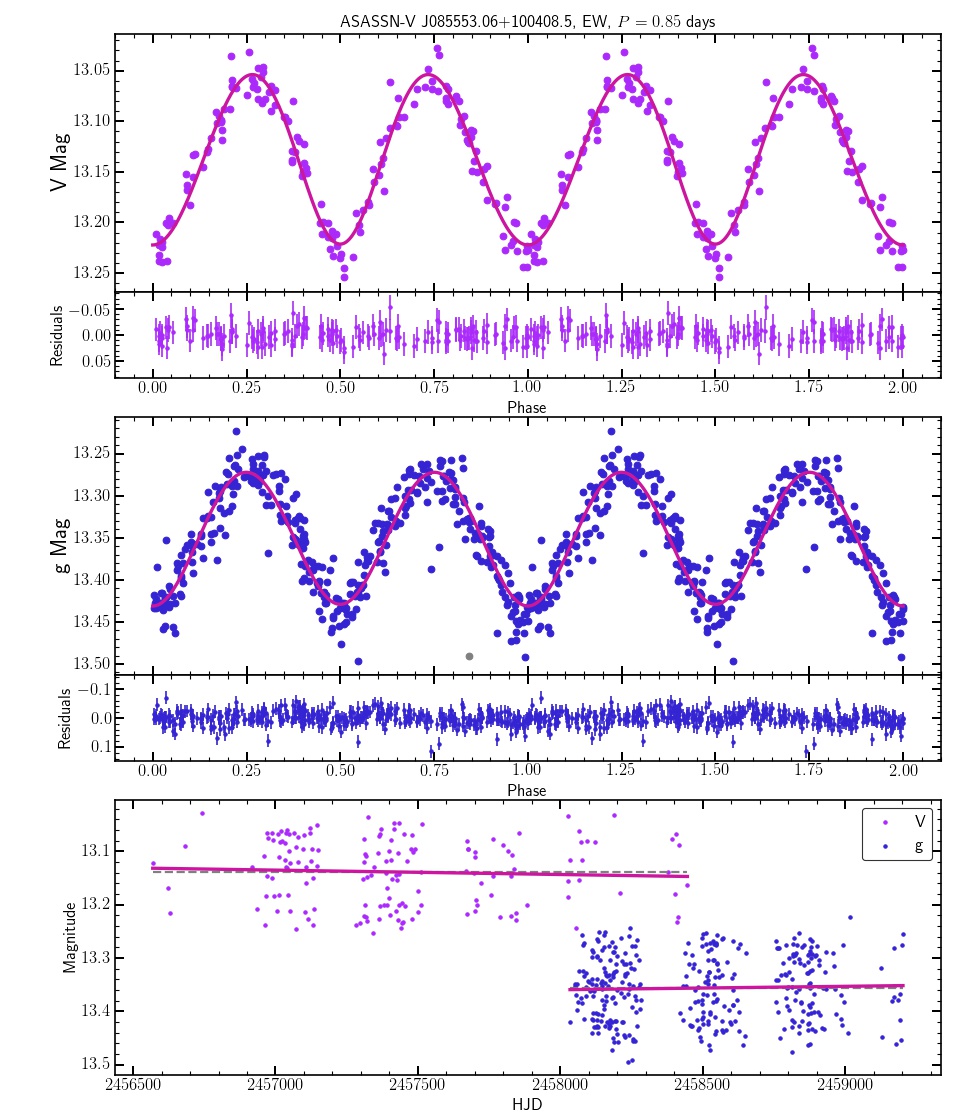 ASASSN-V J085553.06+100408.5, EW, P = 0.85 days
V Mag
13.05
13.10
13.15
13.20
13.25
Residuals
−0.05
0.00
0.05
0.00 0.25 0.50 0.75 1.00 1.25 1.50 1.75 2.00
Phase
g Mag
13.25
13.30
13.35
13.40
13.45
13.50
Residuals
−0.1
0.0
0.1
0.00 0.25 0.50 0.75 1.00 1.25 1.50 1.75 2.00
Phase
Magnitude
13.1
13.2
13.3
13.4
13.5
V
g
2456500 2457000 2457500 2458000 2458500 2459000
HJD